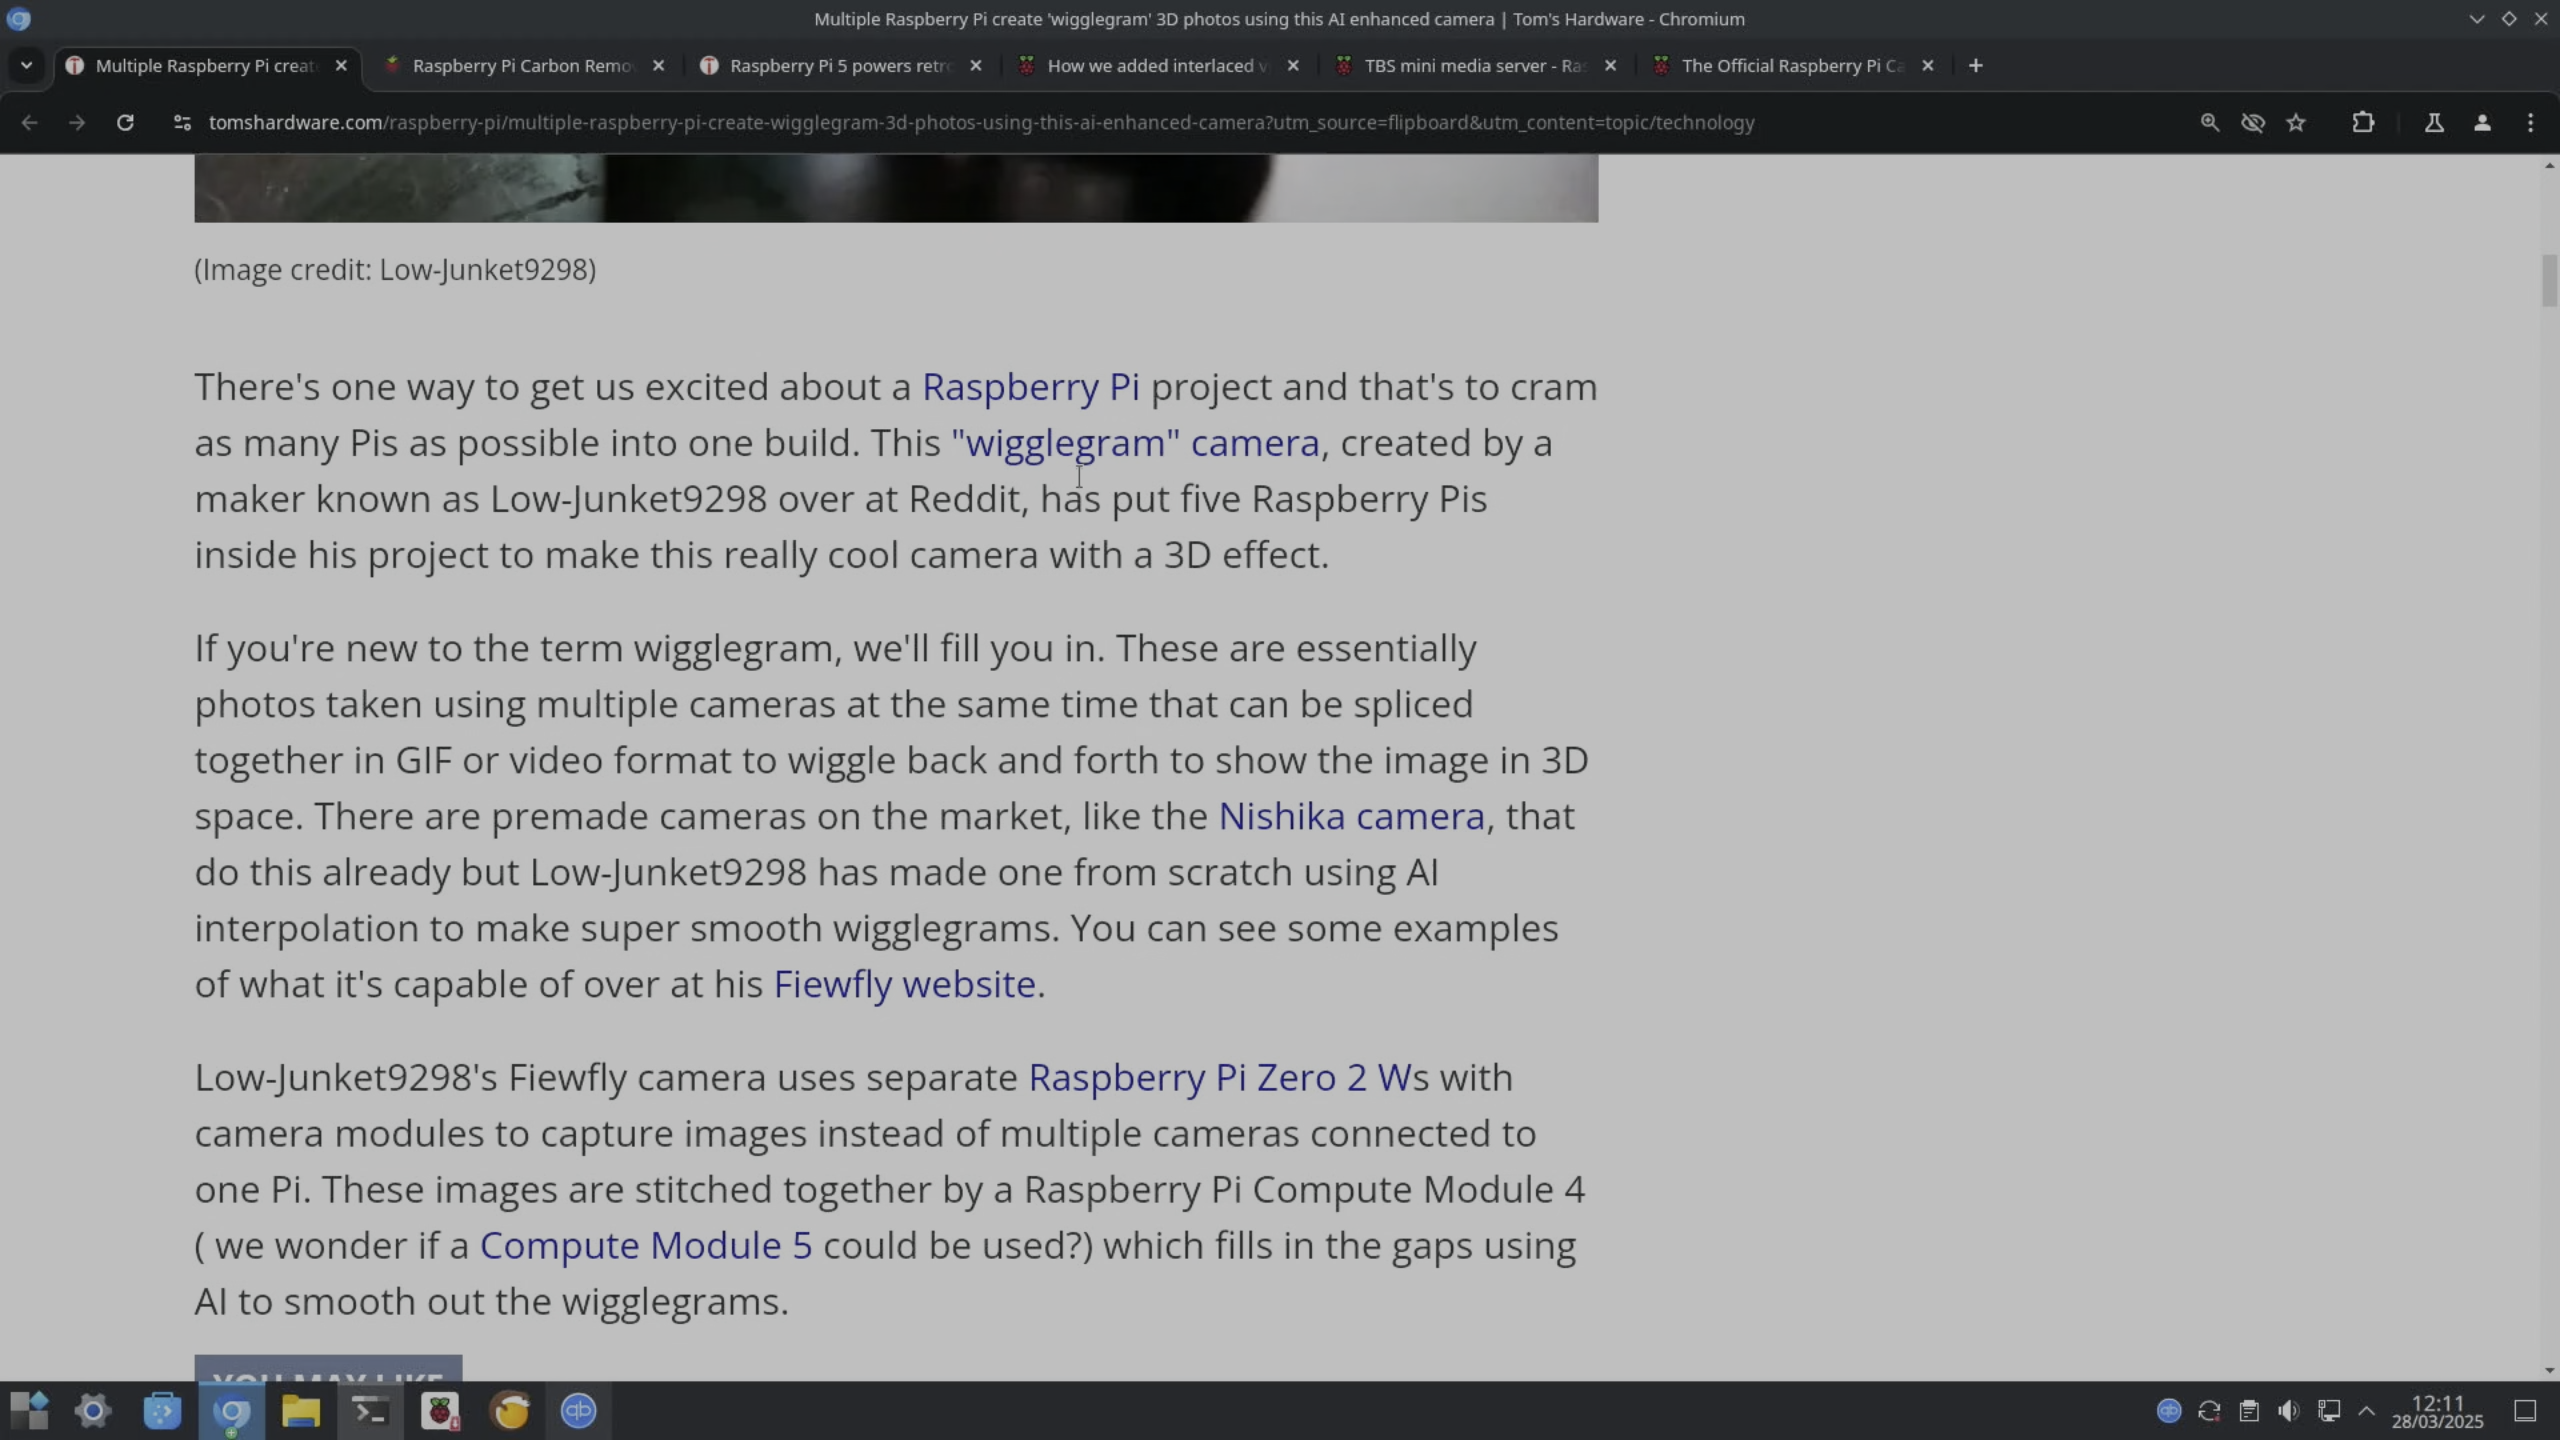 Multiple Raspberry Pi create 'wigglegram' 3D photos using this AI enhanced camera | Tom's Hardware - Chromium
Multiple Raspberry Pi creat
Raspberry Pi Carbon Remo
Raspberry Pi 5 powers retr
How we added interlaced v
TBS mini media server - Ras
The Official Raspberry Pi Ca
tomshardware.com/raspberry-pi/multiple-raspberry-pi-create-wigglegram-3d-photos-using-this-ai-enhanced-camera?utm_source=flipboard&utm_content=topic/technology
(Image credit: Low-Junket9298)
There's one way to get us excited about a Raspberry Pi project and that's to cram
as many Pis as possible into one build. This "wigglegram" camera, created by a
maker known as Low-Junket9298 over at Reddit, has put five Raspberry Pis
inside his project to make this really cool camera with a 3D effect.
If you're new to the term wigglegram, we'll fill you in. These are essentially
photos taken using multiple cameras at the same time that can be spliced
together in GIF or video format to wiggle back and forth to show the image in 3D
space. There are premade cameras on the market, like the Nishika camera, that
do this already but Low-Junket9298 has made one from scratch using AI
interpolation to make super smooth wigglegrams. You can see some examples
of what it's capable of over at his Fiewfly website.
Low-Junket9298's Fiewfly camera uses separate Raspberry Pi Zero 2 Ws with
camera modules to capture images instead of multiple cameras connected to
one Pi. These images are stitched together by a Raspberry Pi Compute Module 4
( we wonder if a Compute Module 5 could be used?) which fills in the gaps using
AI to smooth out the wigglegrams.
YOU MAY LIKE
qb
qb
12:11
28/03/2025